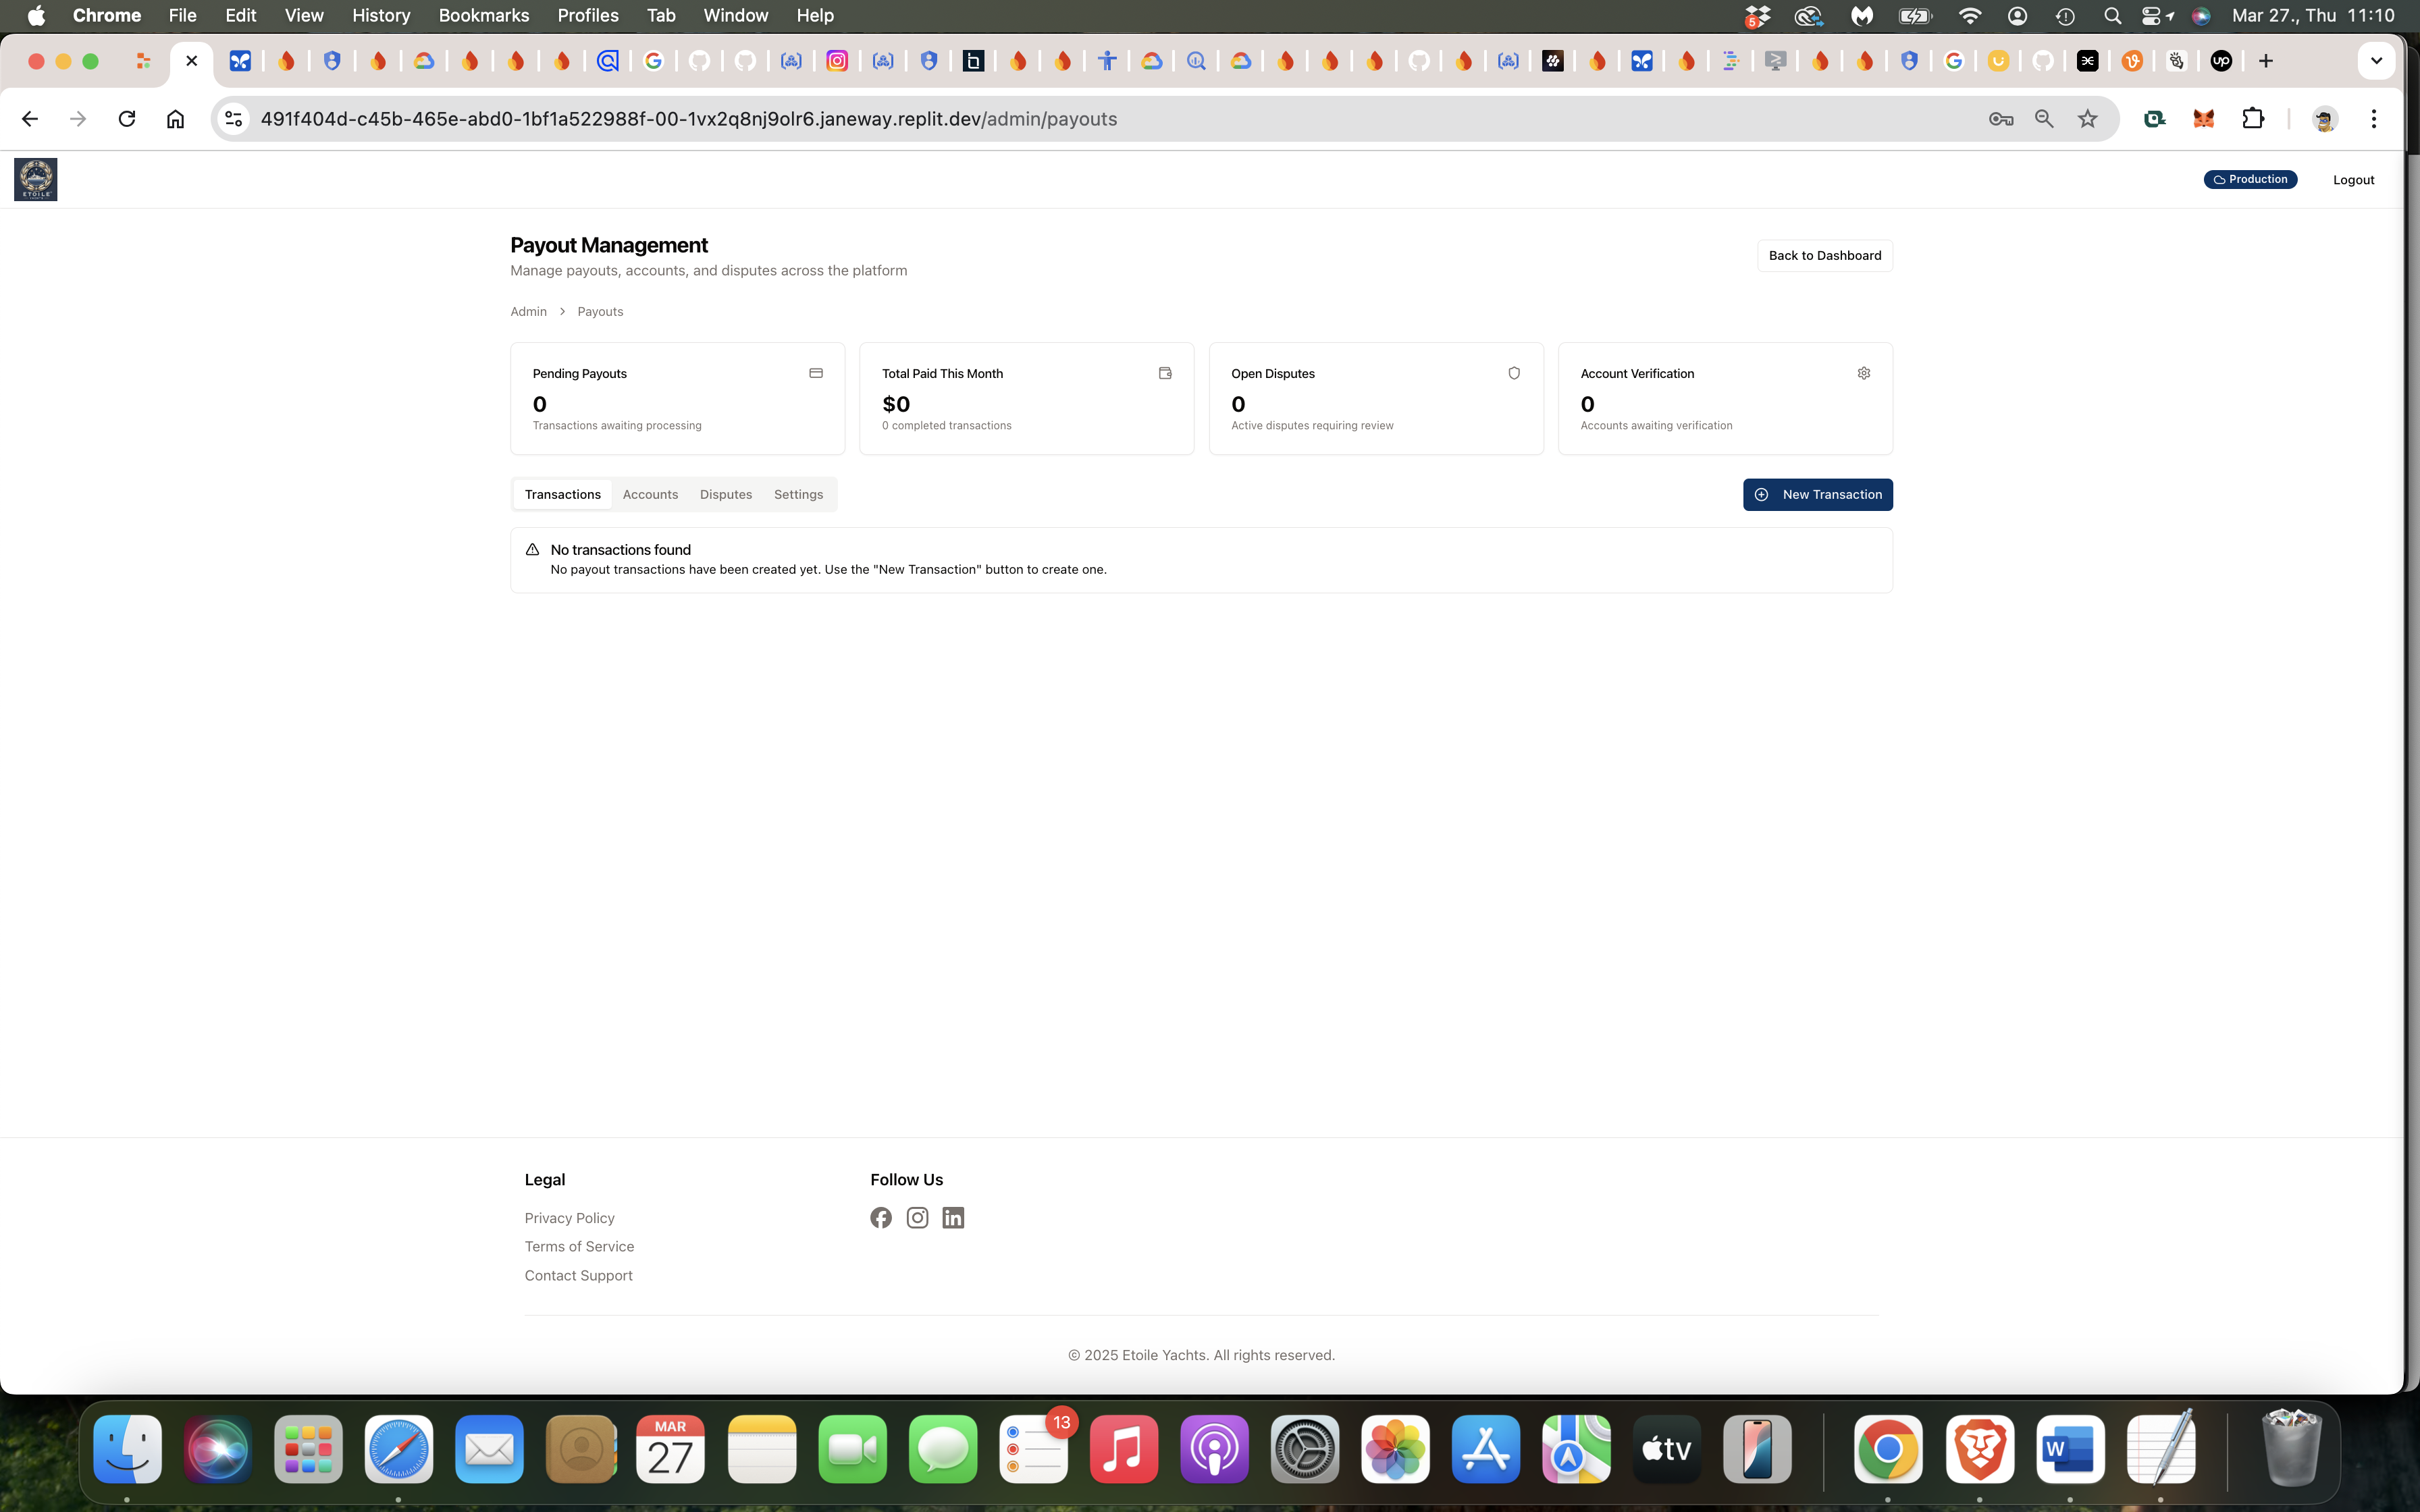 Chrome File Edit View History Bookmarks Profiles Tab Window Help 5 Mar 27., Thu 11:10
491f404d-c45b-465e-abd0-1bf1a522988f-00-1vx2q8nj9olr6.janeway.replit.dev/admin/payouts
ETOILE
Production Logout
Payout Management
Back to Dashboard
Manage payouts, accounts, and disputes across the platform
Admin > Payouts
Pending Payouts Total Paid This Month Open Disputes Account Verification
0 $0 0 0
Transactions awaiting processing 0 completed transactions Active disputes requiring review Accounts awaiting verification
Transactions Accounts Disputes Settings New Transaction
No transactions found
No payout transactions have been created yet. Use the "New Transaction" button to create one.
Legal Follow Us
Privacy Policy
Terms of Service
Contact Support
© 2025 Etoile Yachts. All rights reserved.
MAR
27
13
tv
W